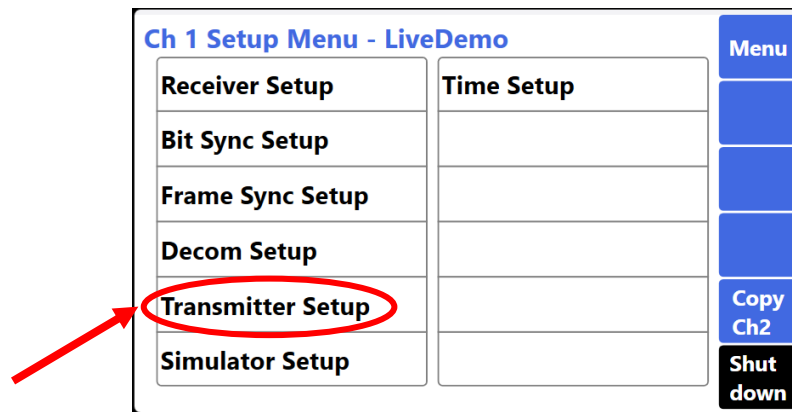 Ch 1 Setup Menu - LiveDemo
Menu
Receiver Setup
Time Setup
Bit Sync Setup
Frame Sync Setup
Decom Setup
Transmitter Setup
Simulator Setup
Copy
Ch2
Shut
down